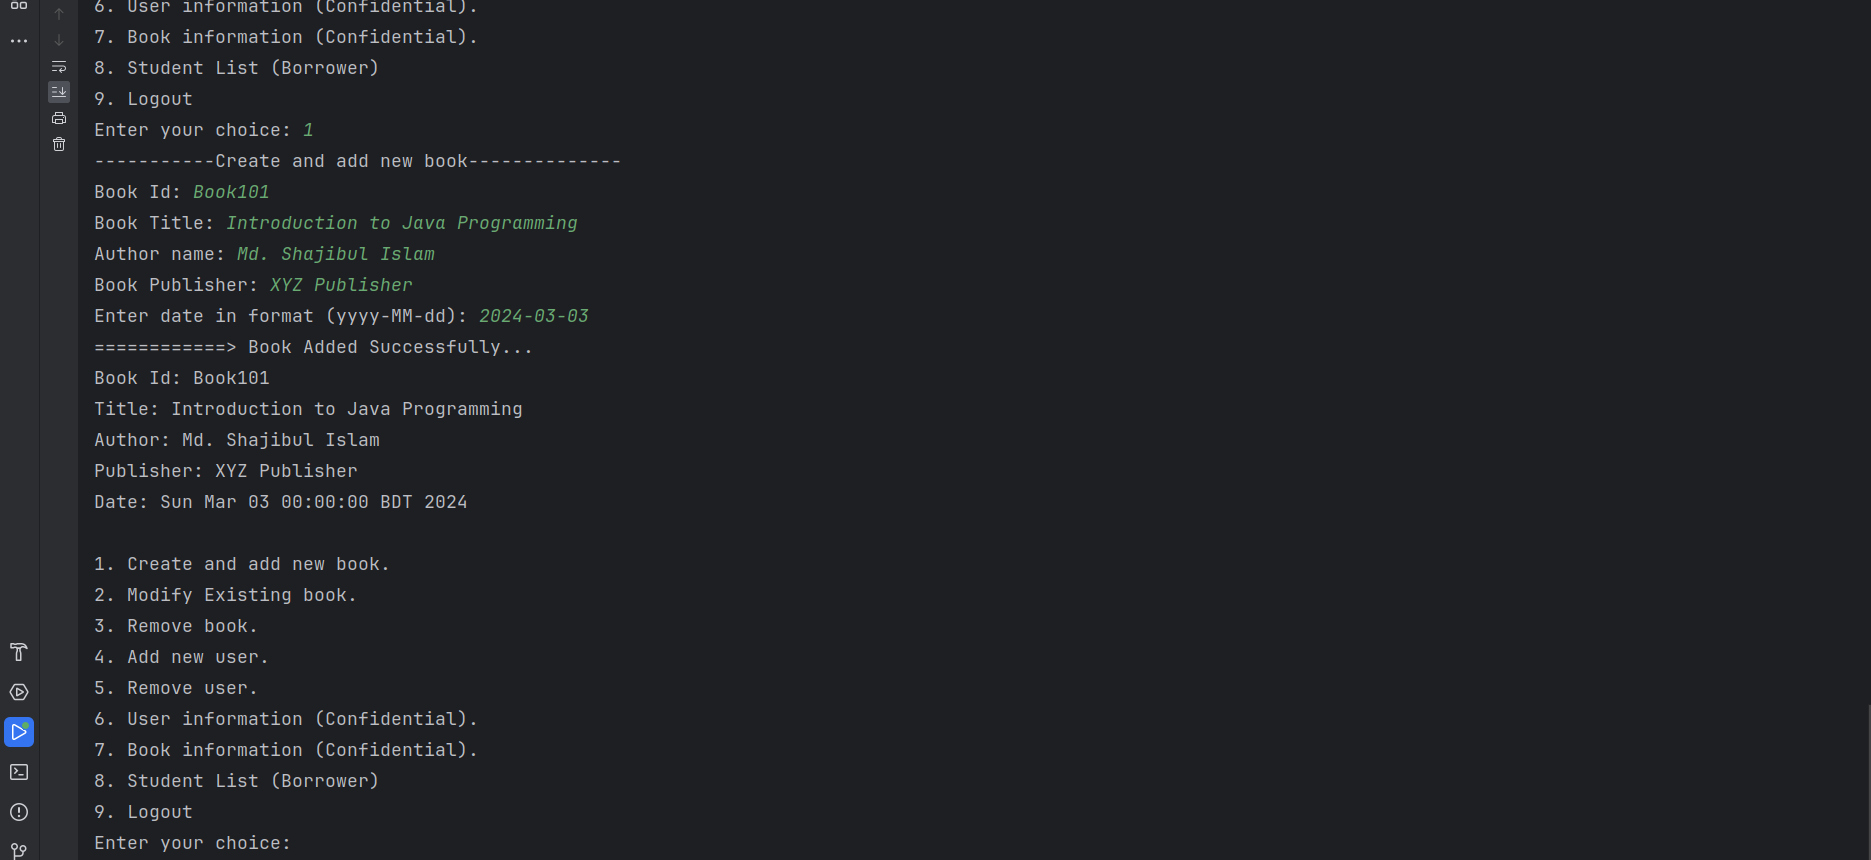 6. User information (Confidential).
7. Book information (Confidential).
8. Student List (Borrower)
9. Logout
Enter your choice: 1
-----------Create and add new book--------------
Book Id: Book101
Book Title: Introduction to Java Programming
Author name: Md. Shajibul Islam
Book Publisher: XYZ Publisher
Enter date in format (yyyy-MM-dd): 2024-03-03
============> Book Added Successfully...
Book Id: Book101
Title: Introduction to Java Programming
Author: Md. Shajibul Islam
Publisher: XYZ Publisher
Date: Sun Mar 03 00:00:00 BDT 2024
1. Create and add new book.
2. Modify Existing book.
3. Remove book.
4. Add new user.
5. Remove user.
6. User information (Confidential).
7. Book information (Confidential).
8. Student List (Borrower)
9. Logout
Enter your choice: